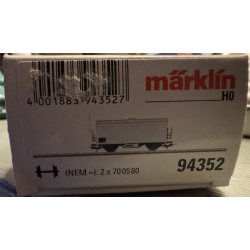 märklin
H0
4 001883 943527
(NEM =): 2 x 700580
94352